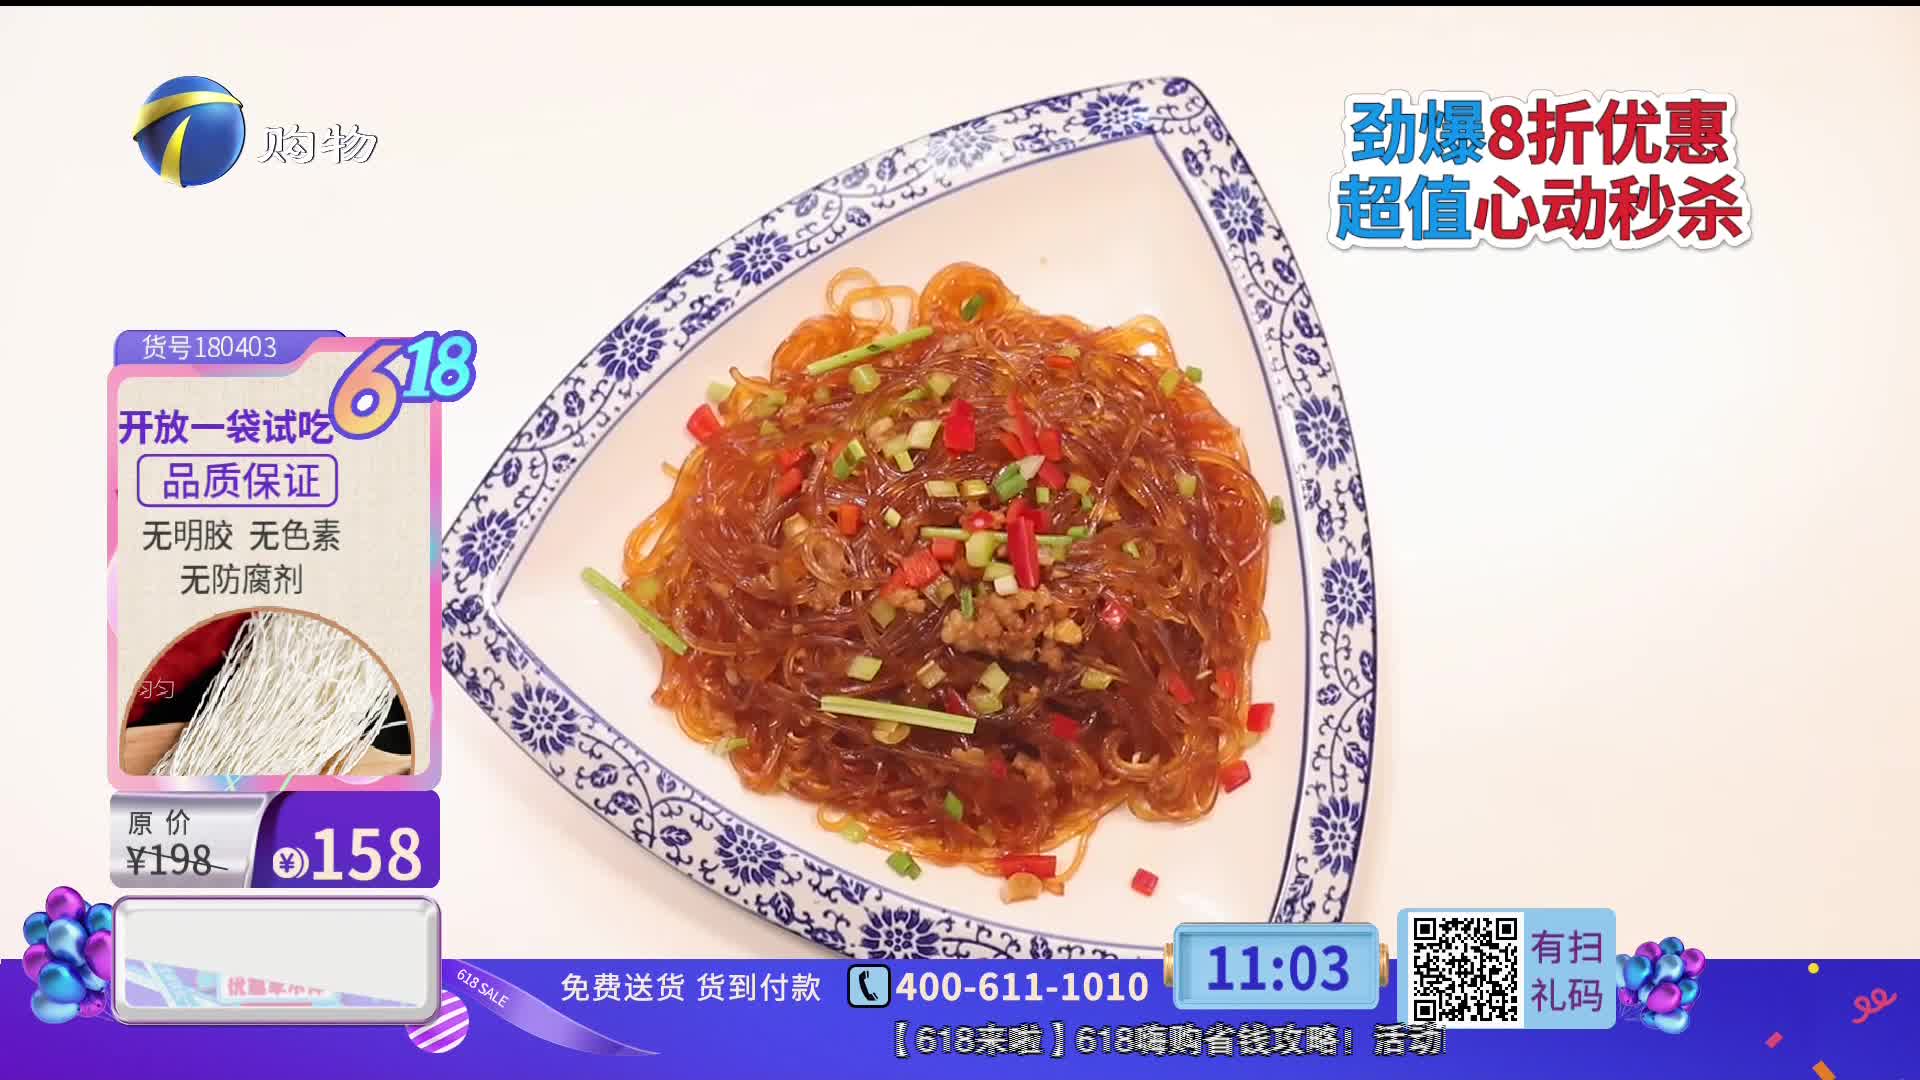 购物
劲爆8折优惠
超值心动秒杀
货号180403
618
开放一袋试吃
品质保证
无明胶 无色素
无防腐剂
原价
¥198
¥158
618 SALE
免费送货 货到付款
400-611-1010
11:03
有扫
礼码
【618来啦】618嗨购省钱攻略！活动